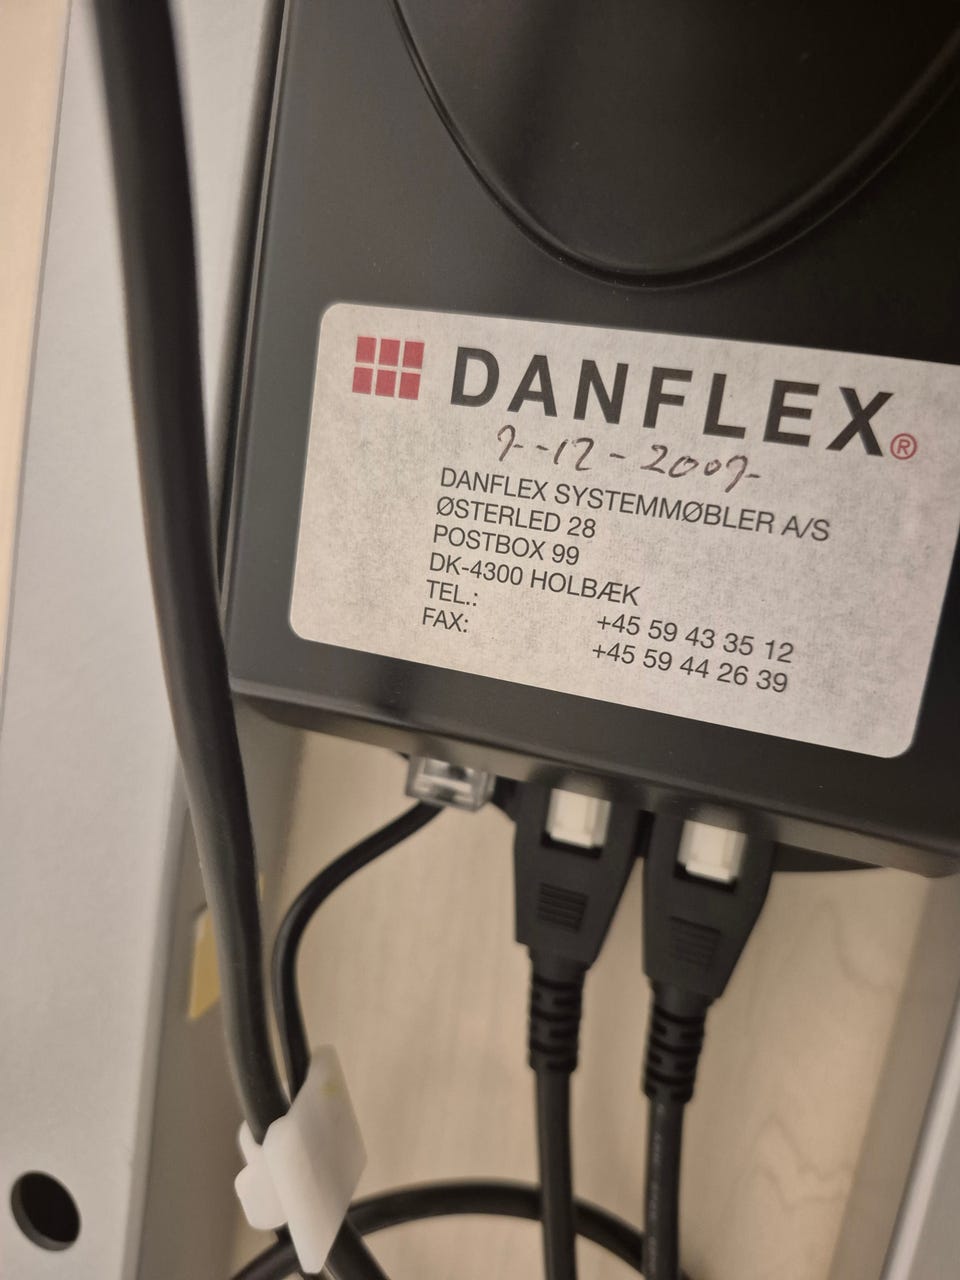 DANFLEX®
7-12-2007
DANFLEX SYSTEMMØBLER A/S
ØSTERLED 28
POSTBOX 99
DK-4300 HOLBÆK
TEL.: +45 59 43 35 12
FAX: +45 59 44 26 39